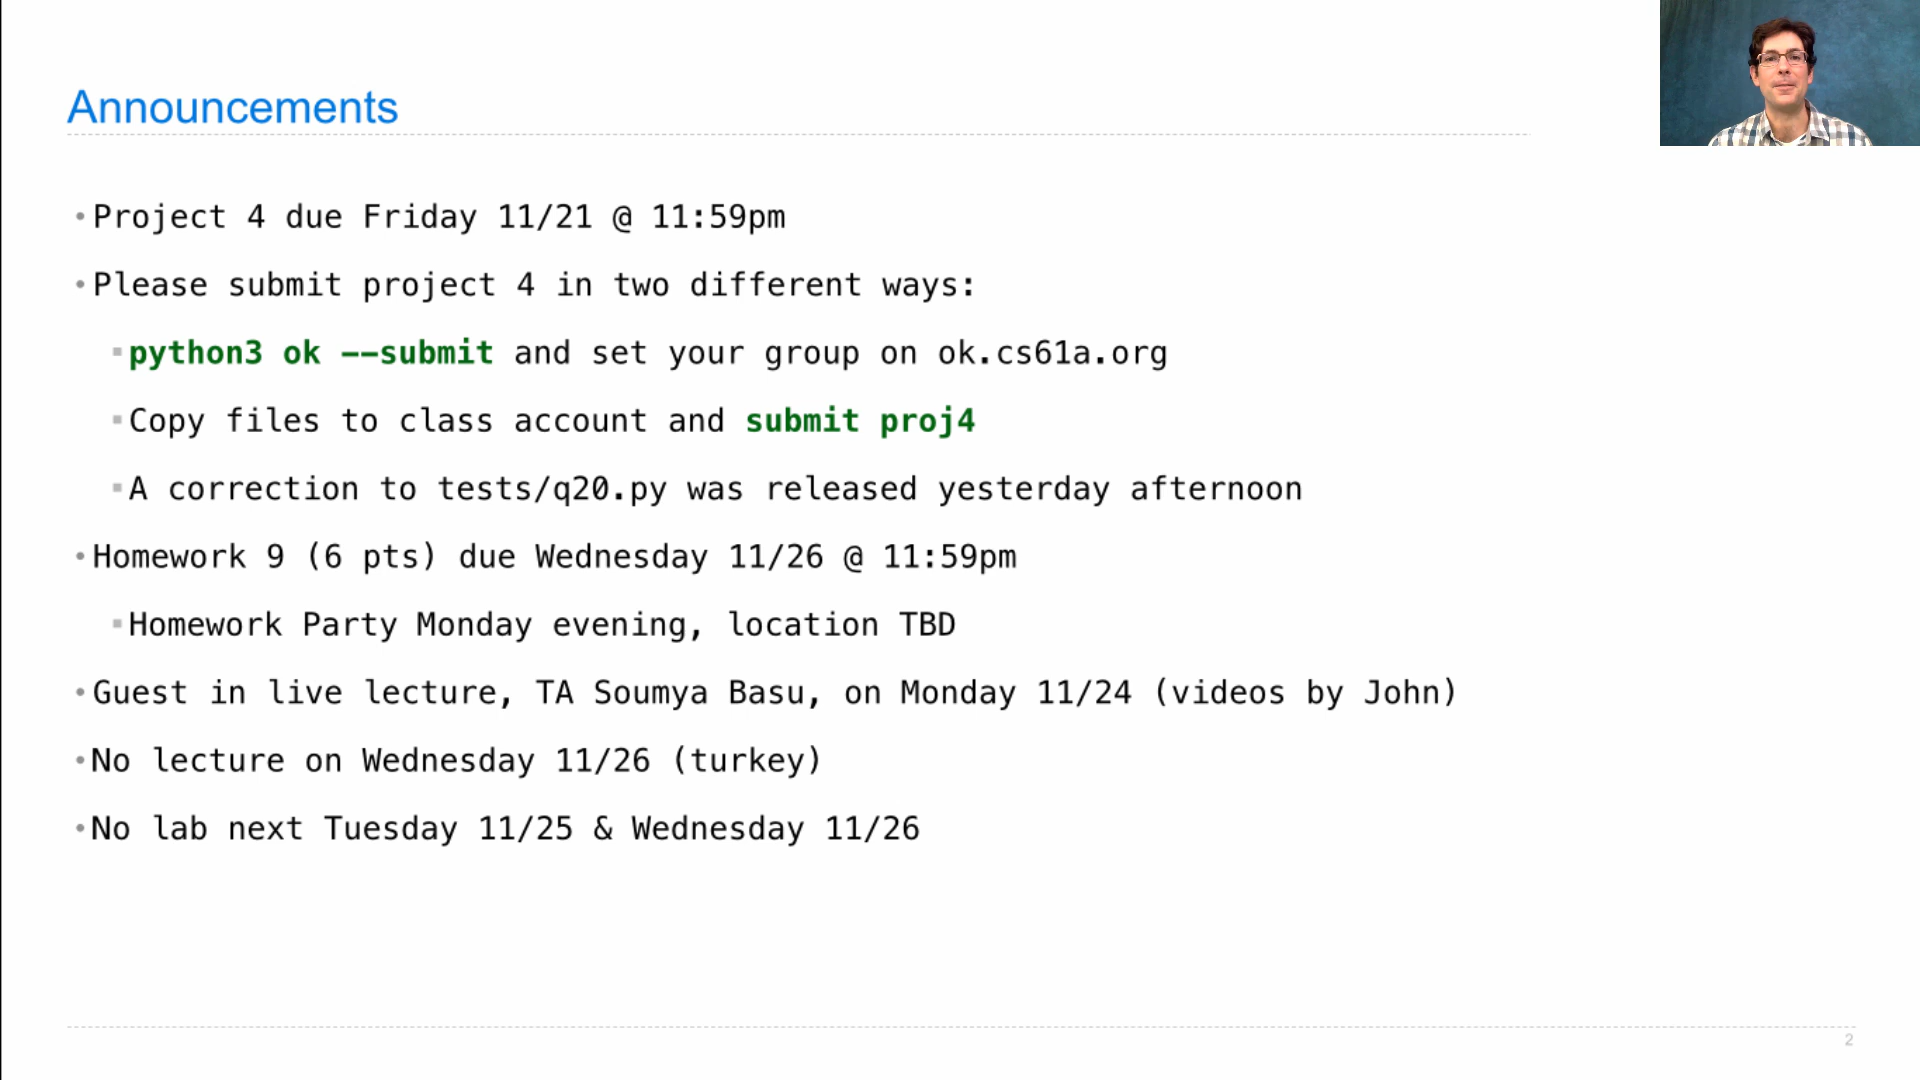 Announcements
•Project 4 due Friday 11/21 @ 11:59pm
•Please submit project 4 in two different ways:
▪python3 ok --submit and set your group on ok.cs61a.org
▪Copy files to class account and submit proj4
▪A correction to tests/q20.py was released yesterday afternoon
•Homework 9 (6 pts) due Wednesday 11/26 @ 11:59pm
▪Homework Party Monday evening, location TBD
•Guest in live lecture, TA Soumya Basu, on Monday 11/24 (videos by John)
•No lecture on Wednesday 11/26 (turkey)
•No lab next Tuesday 11/25 & Wednesday 11/26
2